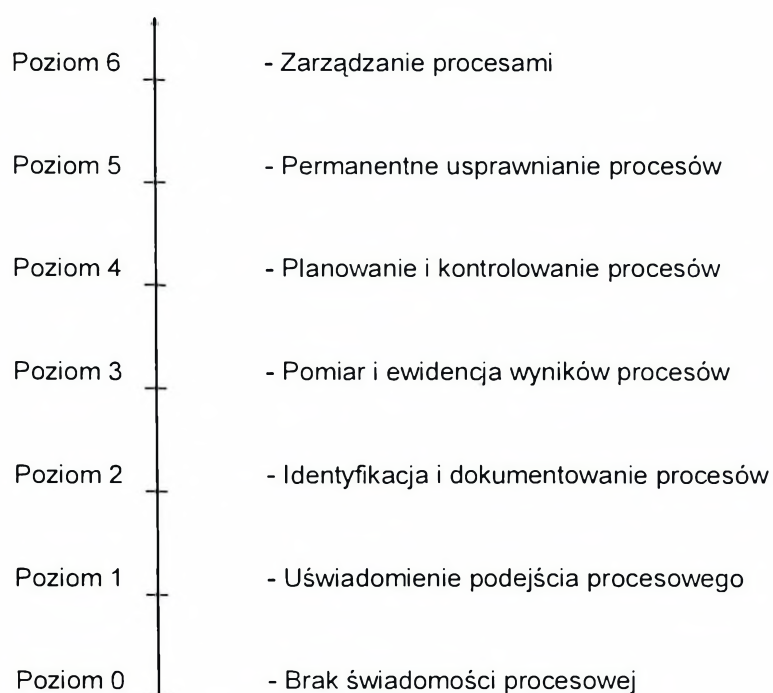 Poziom 6 - Zarządzanie procesami
Poziom 5 - Permanentne usprawnianie procesów
Poziom 4 - Planowanie i kontrolowanie procesów
Poziom 3 - Pomiar i ewidencja wyników procesów
Poziom 2 - Identyfikacja i dokumentowanie procesów
Poziom 1 - Uświadomienie podejścia procesowego
Poziom 0 - Brak świadomości procesowej